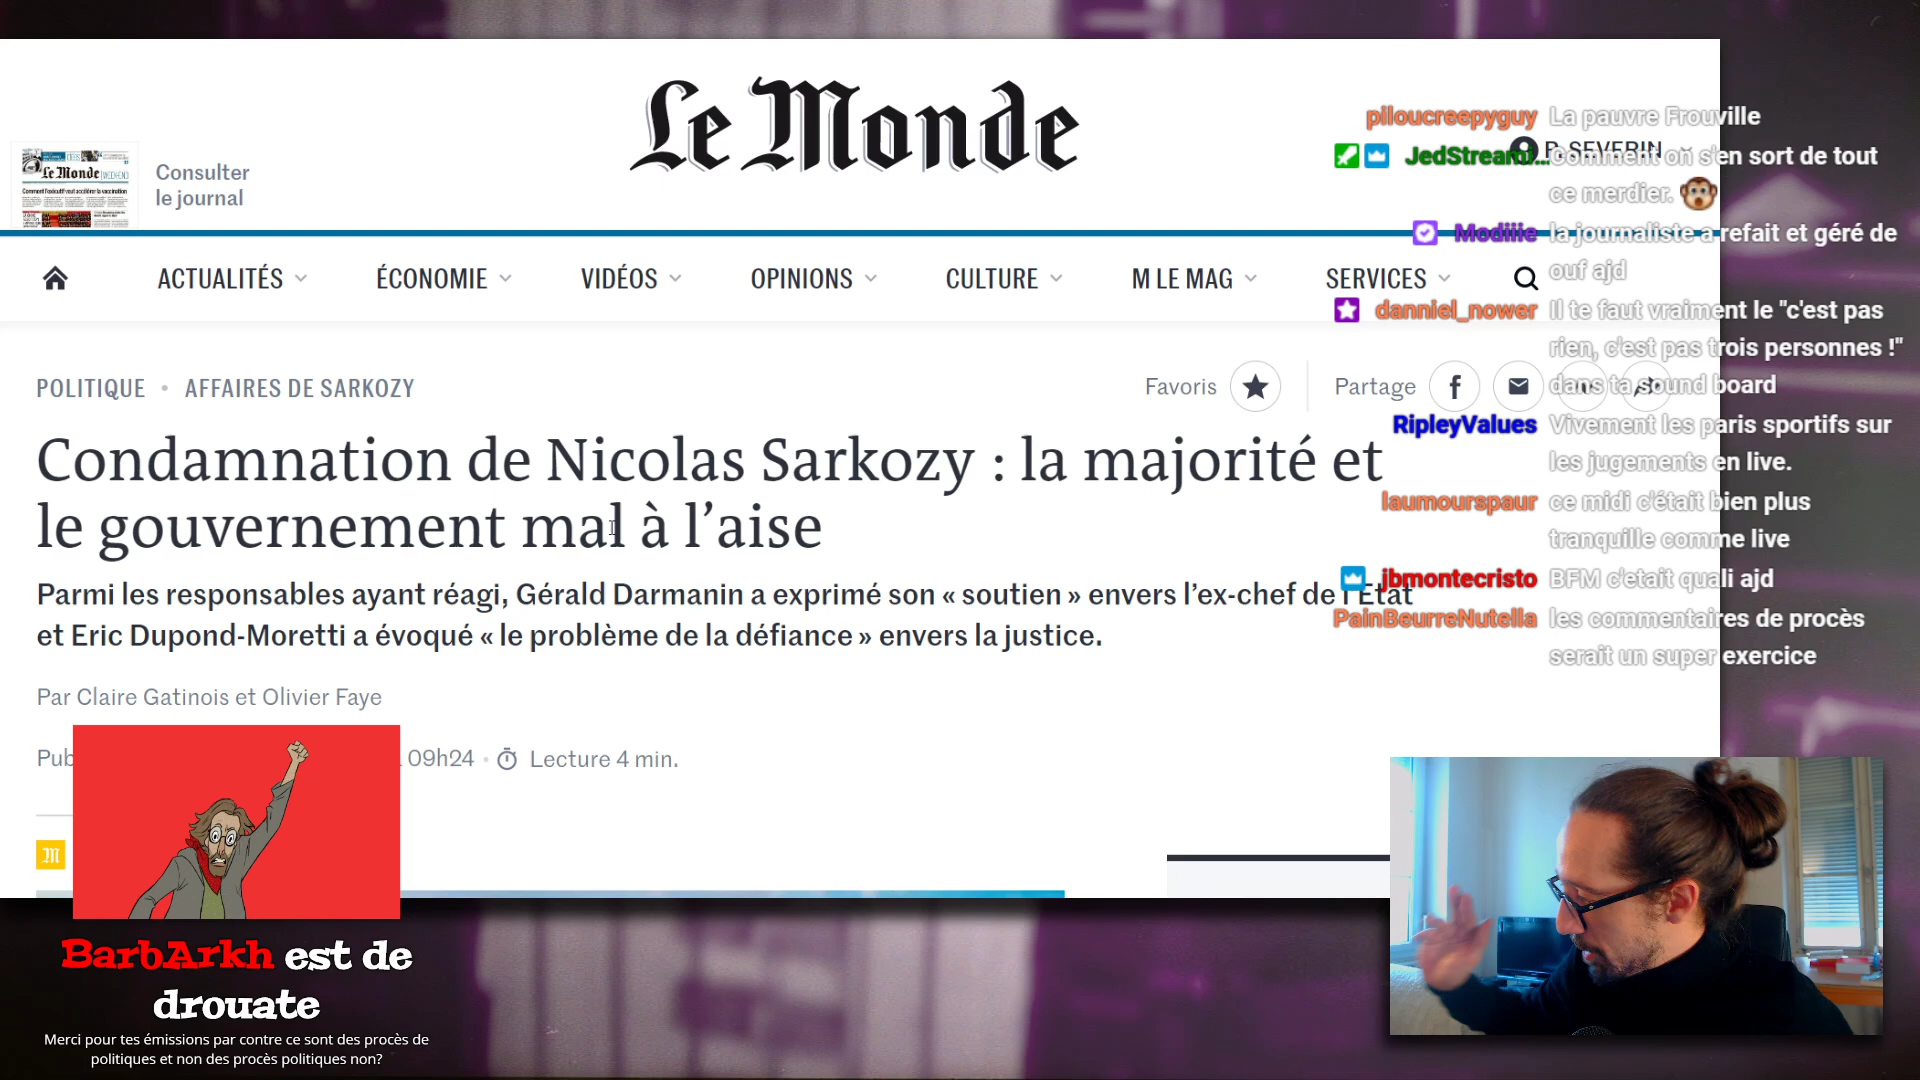 Le Monde
Consulter
le journal
P. SEVERIN
ACTUALITÉS
ÉCONOMIE
VIDÉOS
OPINIONS
CULTURE
M LE MAG
SERVICES
POLITIQUE • AFFAIRES DE SARKOZY
Favoris
Partage
Condamnation de Nicolas Sarkozy : la majorité et
le gouvernement mal à l’aise
Parmi les responsables ayant réagi, Gérald Darmanin a exprimé son « soutien » envers l’ex-chef de l’Etat
et Eric Dupond-Moretti a évoqué « le problème de la défiance » envers la justice.
Par Claire Gatinois et Olivier Faye
09h24 • Lecture 4 min.
piloucreepyguy La pauvre Frouville
JedStreami... Comment on s'en sort de tout
ce merdier.
Modiiie la journaliste a refait et géré de
ouf ajd
danniel_nower Il te faut vraiment le "c'est pas
rien, c'est pas trois personnes !"
dans ta sound board
RipleyValues Vivement les paris sportifs sur
les jugements en live.
laumourspaur ce midi c'était bien plus
tranquille comme live
jbmontecristo BFM c'etait quali ajd
PainBeurreNutella les commentaires de procès
serait un super exercice
BarbArkh est de
drouate
Merci pour tes émissions par contre ce sont des procès de
politiques et non des procès politiques non?